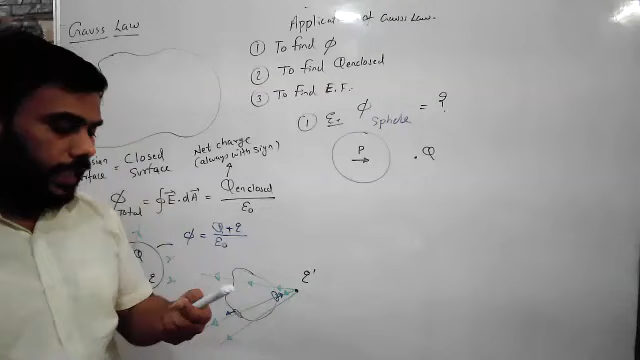 Gauss Law
Application of Gauss Law.
① To find ϕ
② To find Qenclosed
③ To find E.F.
① E. ϕ sphere = ?
P
. Q
Closed
Surface
Net charge
(always with sign)
ϕ Total = ∮ E⃗ . dA⃗ = Qenclosed / ε₀
ϕ = Q + q / ε₀
Q
q'